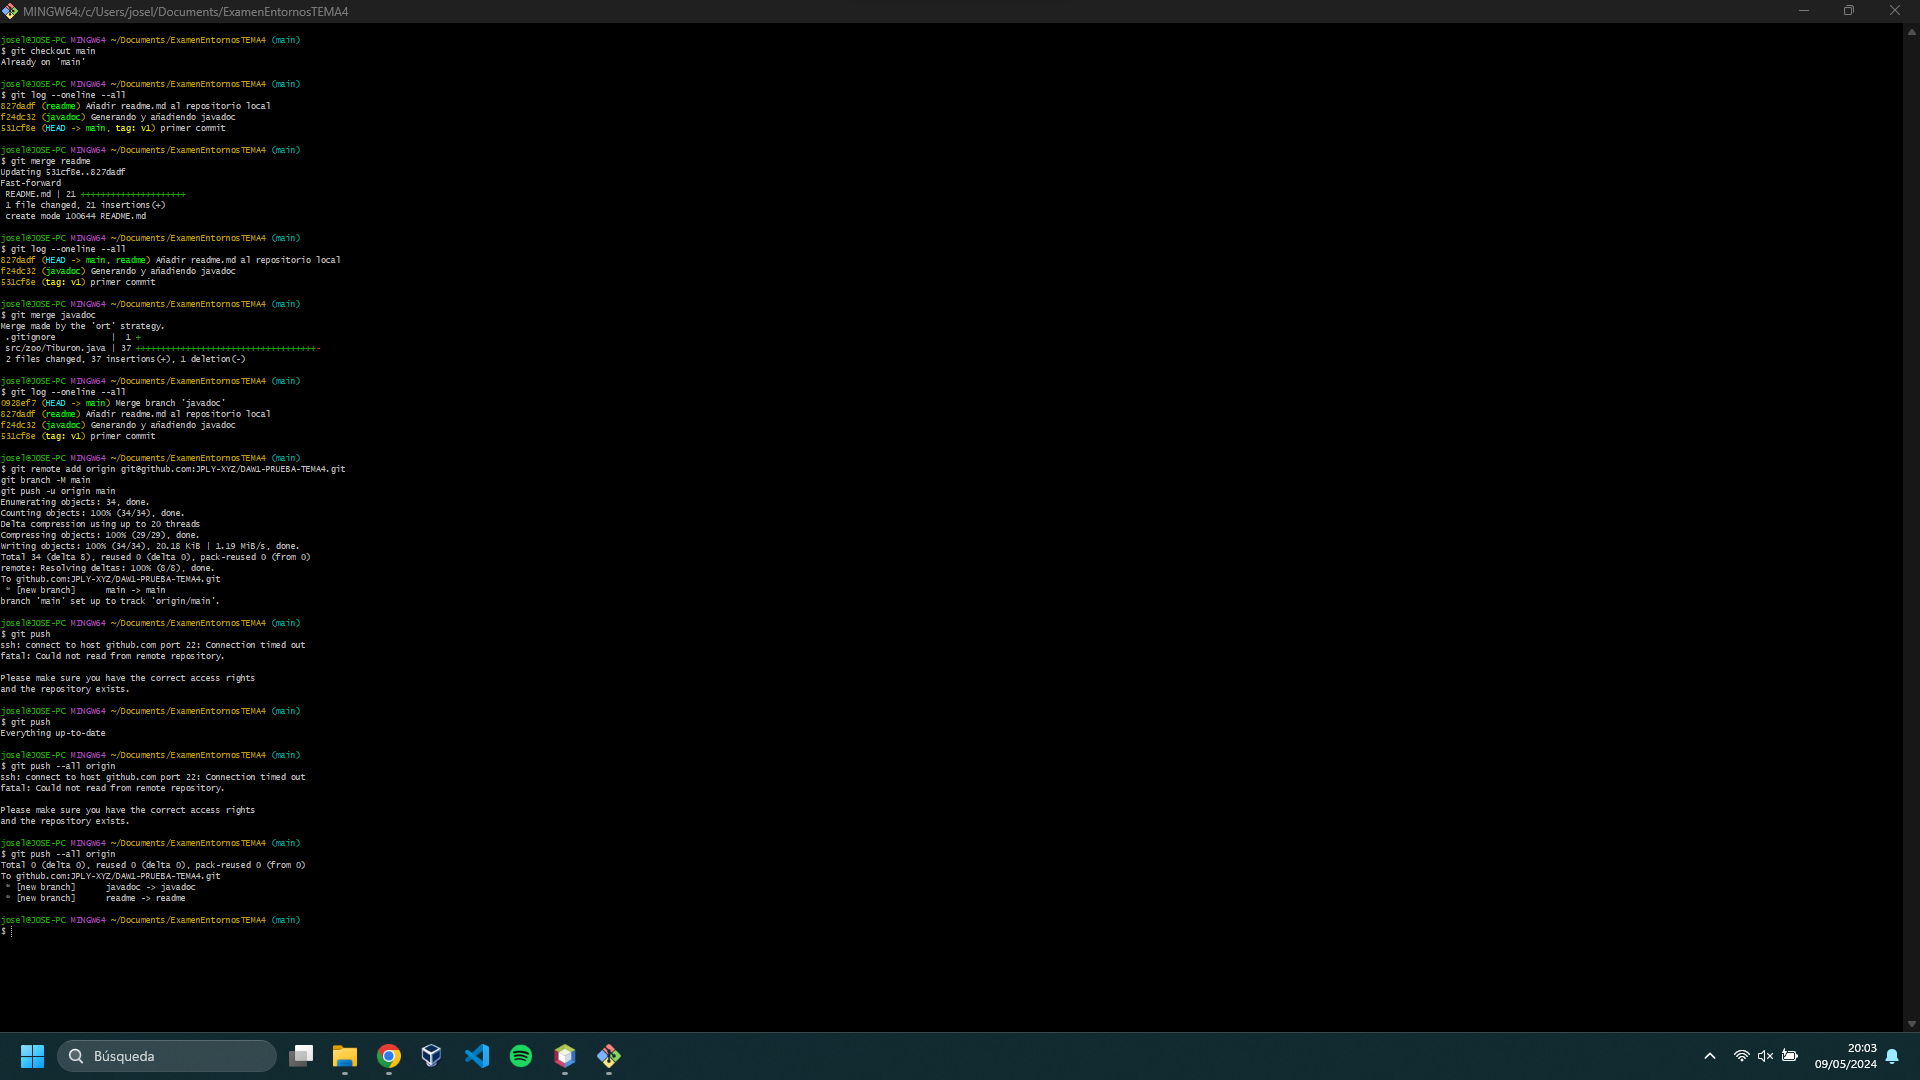 MINGW64:/c/Users/josel/Documents/ExamenEntornosTEMA4
josel@JOSE-PC MINGW64 ~/Documents/ExamenEntornosTEMA4 (main)
$ git checkout main
Already on 'main'
josel@JOSE-PC MINGW64 ~/Documents/ExamenEntornosTEMA4 (main)
$ git log --oneline --all
827dadf (readme) Añadir readme.md al repositorio local
f24dc32 (javadoc) Generando y añadiendo javadoc
531cf8e (HEAD -> main, tag: v1) primer commit
josel@JOSE-PC MINGW64 ~/Documents/ExamenEntornosTEMA4 (main)
$ git merge readme
Updating 531cf8e..827dadf
Fast-forward
 README.md | 21 +++++++++++++++++++++
 1 file changed, 21 insertions(+)
 create mode 100644 README.md
josel@JOSE-PC MINGW64 ~/Documents/ExamenEntornosTEMA4 (main)
$ git log --oneline --all
827dadf (HEAD -> main, readme) Añadir readme.md al repositorio local
f24dc32 (javadoc) Generando y añadiendo javadoc
531cf8e (tag: v1) primer commit
josel@JOSE-PC MINGW64 ~/Documents/ExamenEntornosTEMA4 (main)
$ git merge javadoc
Merge made by the 'ort' strategy.
 .gitignore           |  1 +
 src/zoo/Tiburon.java | 37 ++++++++++++++++++++++++++++++++++++-
 2 files changed, 37 insertions(+), 1 deletion(-)
josel@JOSE-PC MINGW64 ~/Documents/ExamenEntornosTEMA4 (main)
$ git log --oneline --all
0928ef7 (HEAD -> main) Merge branch 'javadoc'
827dadf (readme) Añadir readme.md al repositorio local
f24dc32 (javadoc) Generando y añadiendo javadoc
531cf8e (tag: v1) primer commit
josel@JOSE-PC MINGW64 ~/Documents/ExamenEntornosTEMA4 (main)
$ git remote add origin git@github.com:JPLY-XYZ/DAW1-PRUEBA-TEMA4.git
git branch -M main
git push -u origin main
Enumerating objects: 34, done.
Counting objects: 100% (34/34), done.
Delta compression using up to 20 threads
Compressing objects: 100% (29/29), done.
Writing objects: 100% (34/34), 20.18 KiB | 1.19 MiB/s, done.
Total 34 (delta 8), reused 0 (delta 0), pack-reused 0 (from 0)
remote: Resolving deltas: 100% (8/8), done.
To github.com:JPLY-XYZ/DAW1-PRUEBA-TEMA4.git
 * [new branch]      main -> main
branch 'main' set up to track 'origin/main'.
josel@JOSE-PC MINGW64 ~/Documents/ExamenEntornosTEMA4 (main)
$ git push
ssh: connect to host github.com port 22: Connection timed out
fatal: Could not read from remote repository.
Please make sure you have the correct access rights
and the repository exists.
josel@JOSE-PC MINGW64 ~/Documents/ExamenEntornosTEMA4 (main)
$ git push
Everything up-to-date
josel@JOSE-PC MINGW64 ~/Documents/ExamenEntornosTEMA4 (main)
$ git push --all origin
ssh: connect to host github.com port 22: Connection timed out
fatal: Could not read from remote repository.
Please make sure you have the correct access rights
and the repository exists.
josel@JOSE-PC MINGW64 ~/Documents/ExamenEntornosTEMA4 (main)
$ git push --all origin
Total 0 (delta 0), reused 0 (delta 0), pack-reused 0 (from 0)
To github.com:JPLY-XYZ/DAW1-PRUEBA-TEMA4.git
 * [new branch]      javadoc -> javadoc
 * [new branch]      readme -> readme
josel@JOSE-PC MINGW64 ~/Documents/ExamenEntornosTEMA4 (main)
$
Búsqueda
20:03
09/05/2024